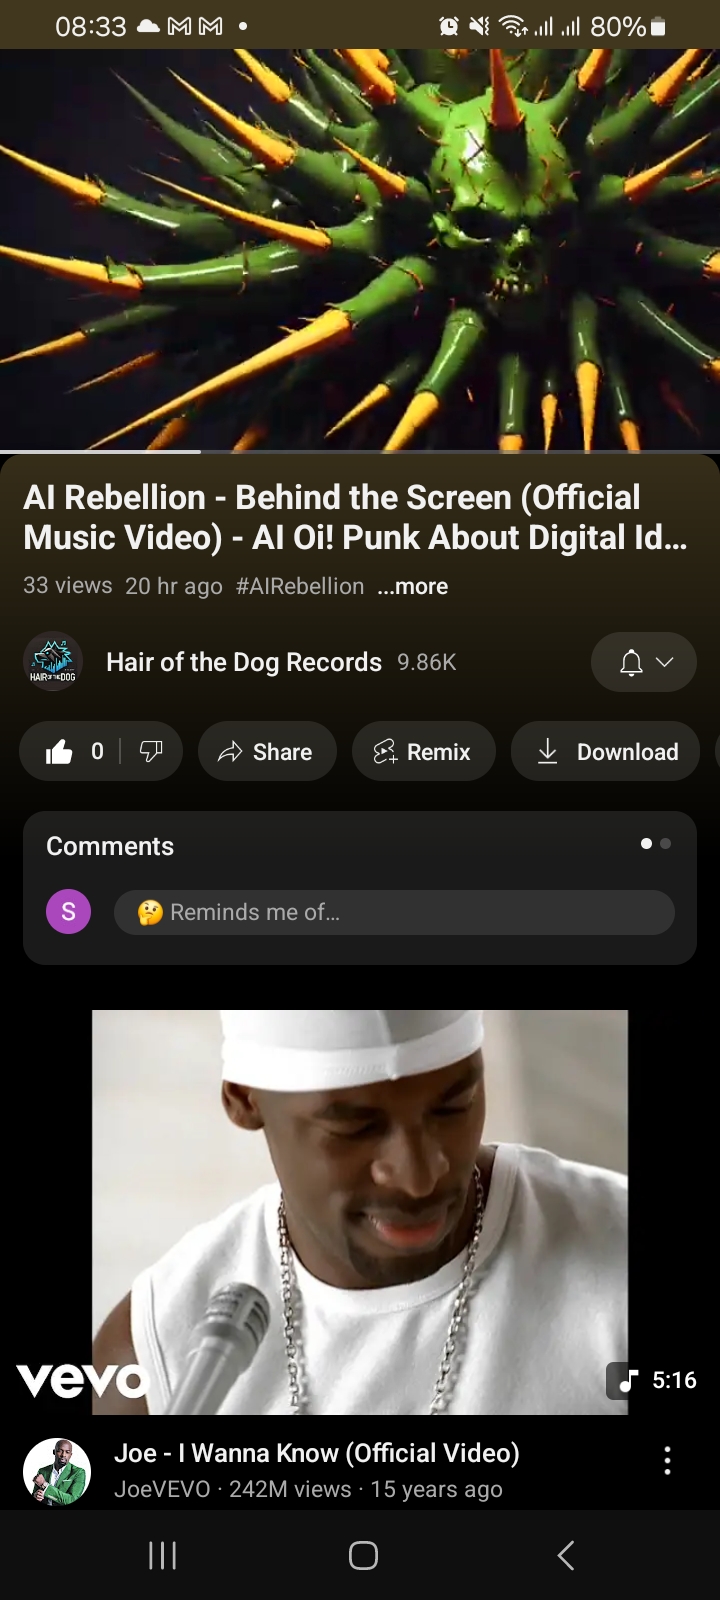 08:33
80%
AI Rebellion - Behind the Screen (Official
Music Video) - AI Oi! Punk About Digital Id...
33 views 20 hr ago #AIRebellion ...more
HAIR OF THE DOG
Hair of the Dog Records 9.86K
0
Share
Remix
Download
Comments
S
Reminds me of...
vevo
5:16
Joe - I Wanna Know (Official Video)
JoeVEVO · 242M views · 15 years ago